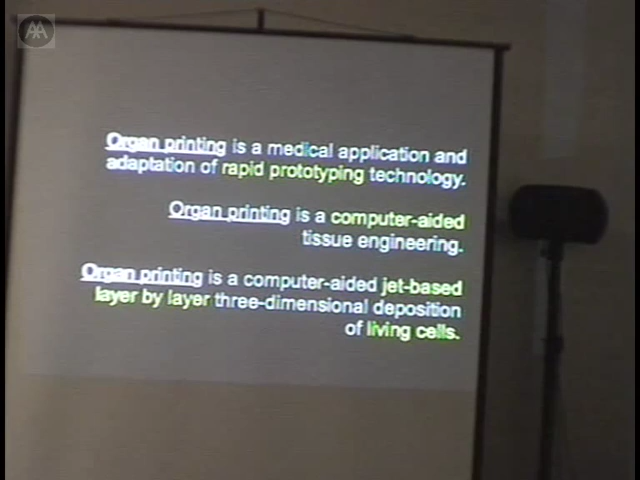 AA
Organ printing is a medical application and
adaptation of rapid prototyping technology.
Organ printing is a computer-aided
tissue engineering.
Organ printing is a computer-aided jet-based
layer by layer three-dimensional deposition
of living cells.